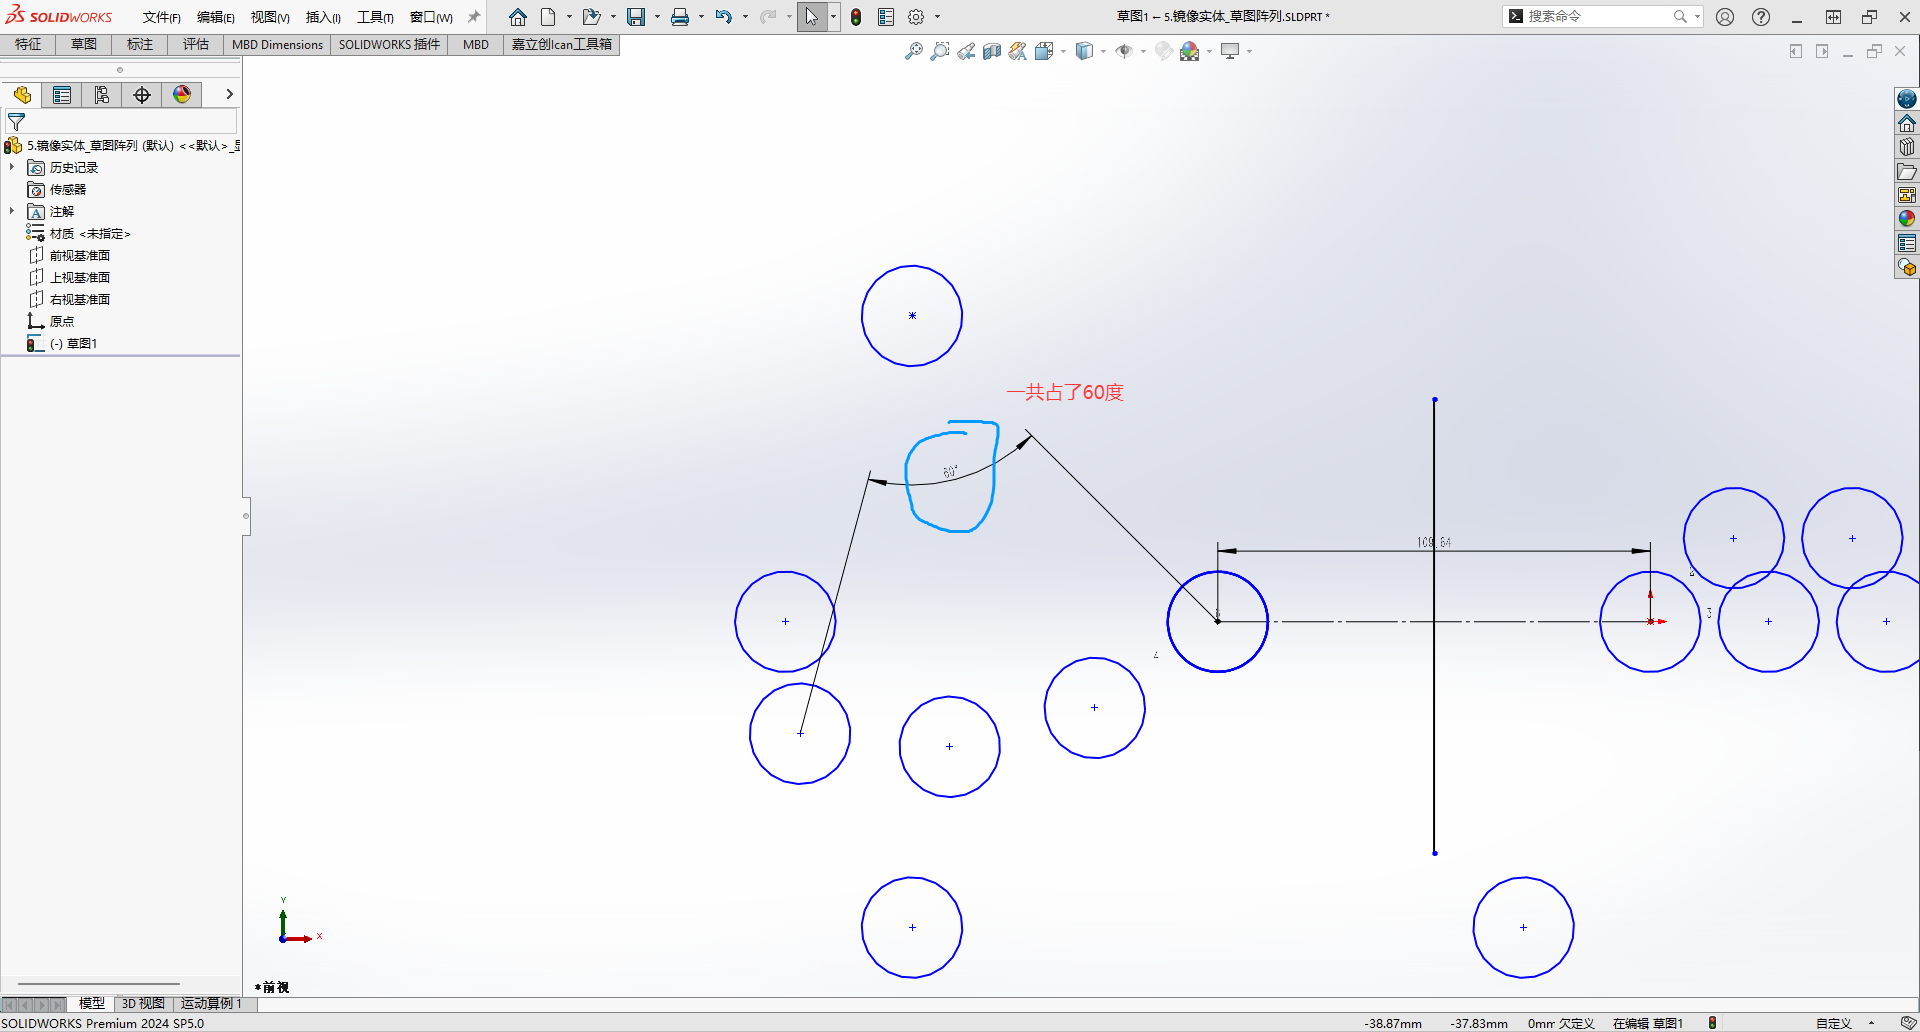 SOLIDWORKS 文件(F) 编辑(E) 视图(V) 插入(I) 工具(T) 窗口(W) 草图1 ← 5.镜像实体_草图阵列.SLDPRT * 搜索命令
特征 草图 标注 评估 MBD Dimensions SOLIDWORKS 插件 MBD 嘉立创Ican工具箱
5.镜像实体_草图阵列 (默认) <<默认>_显
历史记录
传感器
注解
材质 <未指定>
前视基准面
上视基准面
右视基准面
原点
(-) 草图1
一共占了60度
60°
109.64
3
4
Y
X
*前视
模型 3D 视图 运动算例 1
SOLIDWORKS Premium 2024 SP5.0 -38.87mm -37.83mm 0mm 欠定义 在编辑 草图1 自定义